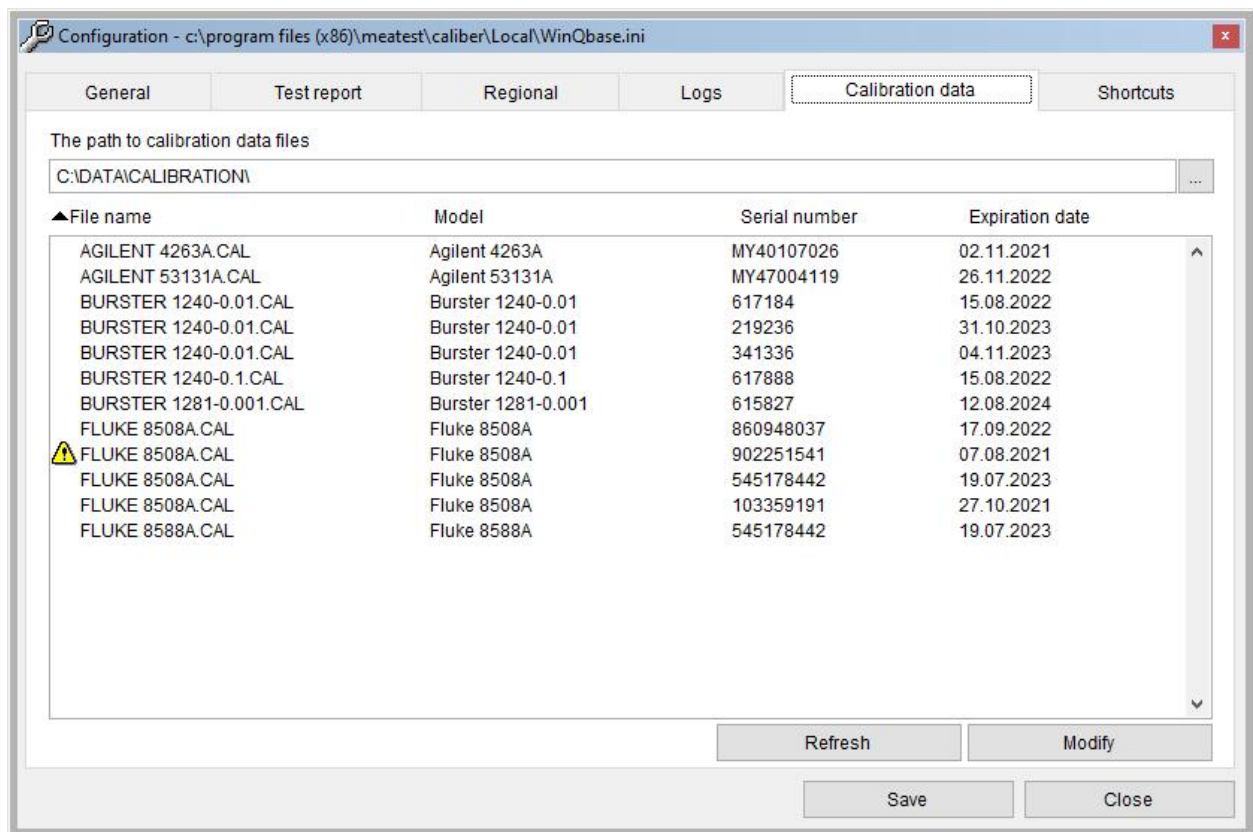 Configuration - c:\program files (x86)\meatest\caliber\Local\WinQbase.ini
General Test report Regional Logs Calibration data Shortcuts
The path to calibration data files
C:\DATA\CALIBRATION\ ...
File name Model Serial number Expiration date
AGILENT 4263A.CAL Agilent 4263A MY40107026 02.11.2021
AGILENT 53131A.CAL Agilent 53131A MY47004119 26.11.2022
BURSTER 1240-0.01.CAL Burster 1240-0.01 617184 15.08.2022
BURSTER 1240-0.01.CAL Burster 1240-0.01 219236 31.10.2023
BURSTER 1240-0.01.CAL Burster 1240-0.01 341336 04.11.2023
BURSTER 1240-0.1.CAL Burster 1240-0.1 617888 15.08.2022
BURSTER 1281-0.001.CAL Burster 1281-0.001 615827 12.08.2024
FLUKE 8508A.CAL Fluke 8508A 860948037 17.09.2022
FLUKE 8508A.CAL Fluke 8508A 902251541 07.08.2021
FLUKE 8508A.CAL Fluke 8508A 545178442 19.07.2023
FLUKE 8508A.CAL Fluke 8508A 103359191 27.10.2021
FLUKE 8588A.CAL Fluke 8588A 545178442 19.07.2023
Refresh Modify
Save Close